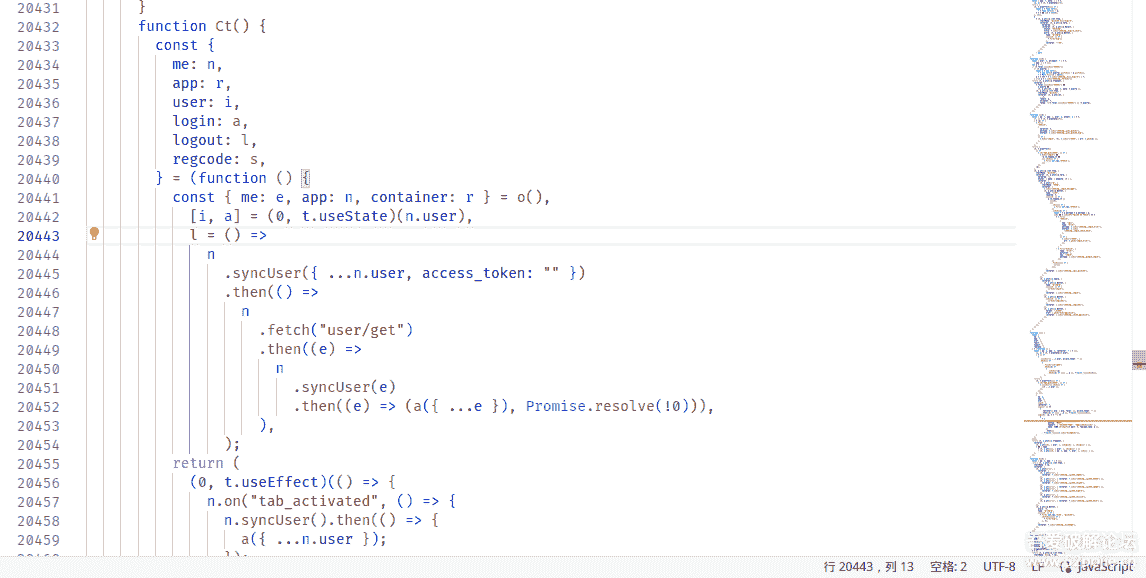 20431 }
20432 function Ct() {
20433 const {
20434 me: n,
20435 app: r,
20436 user: i,
20437 login: a,
20438 logout: l,
20439 regcode: s,
20440 } = (function () {
20441 const { me: e, app: n, container: r } = o(),
20442 [i, a] = (0, t.useState)(n.user),
20443 l = () =>
20444 n
20445 .syncUser({ ...n.user, access_token: "" })
20446 .then(() =>
20447 n
20448 .fetch("user/get")
20449 .then((e) =>
20450 n
20451 .syncUser(e)
20452 .then((e) => (a({ ...e }), Promise.resolve(!0))),
20453 ),
20454 );
20455 return (
20456 (0, t.useEffect)(() => {
20457 n.on("tab_activated", () => {
20458 n.syncUser().then(() => {
20459 a({ ...n.user });
行 20443，列 13 空格: 2 UTF-8 LF JavaScript